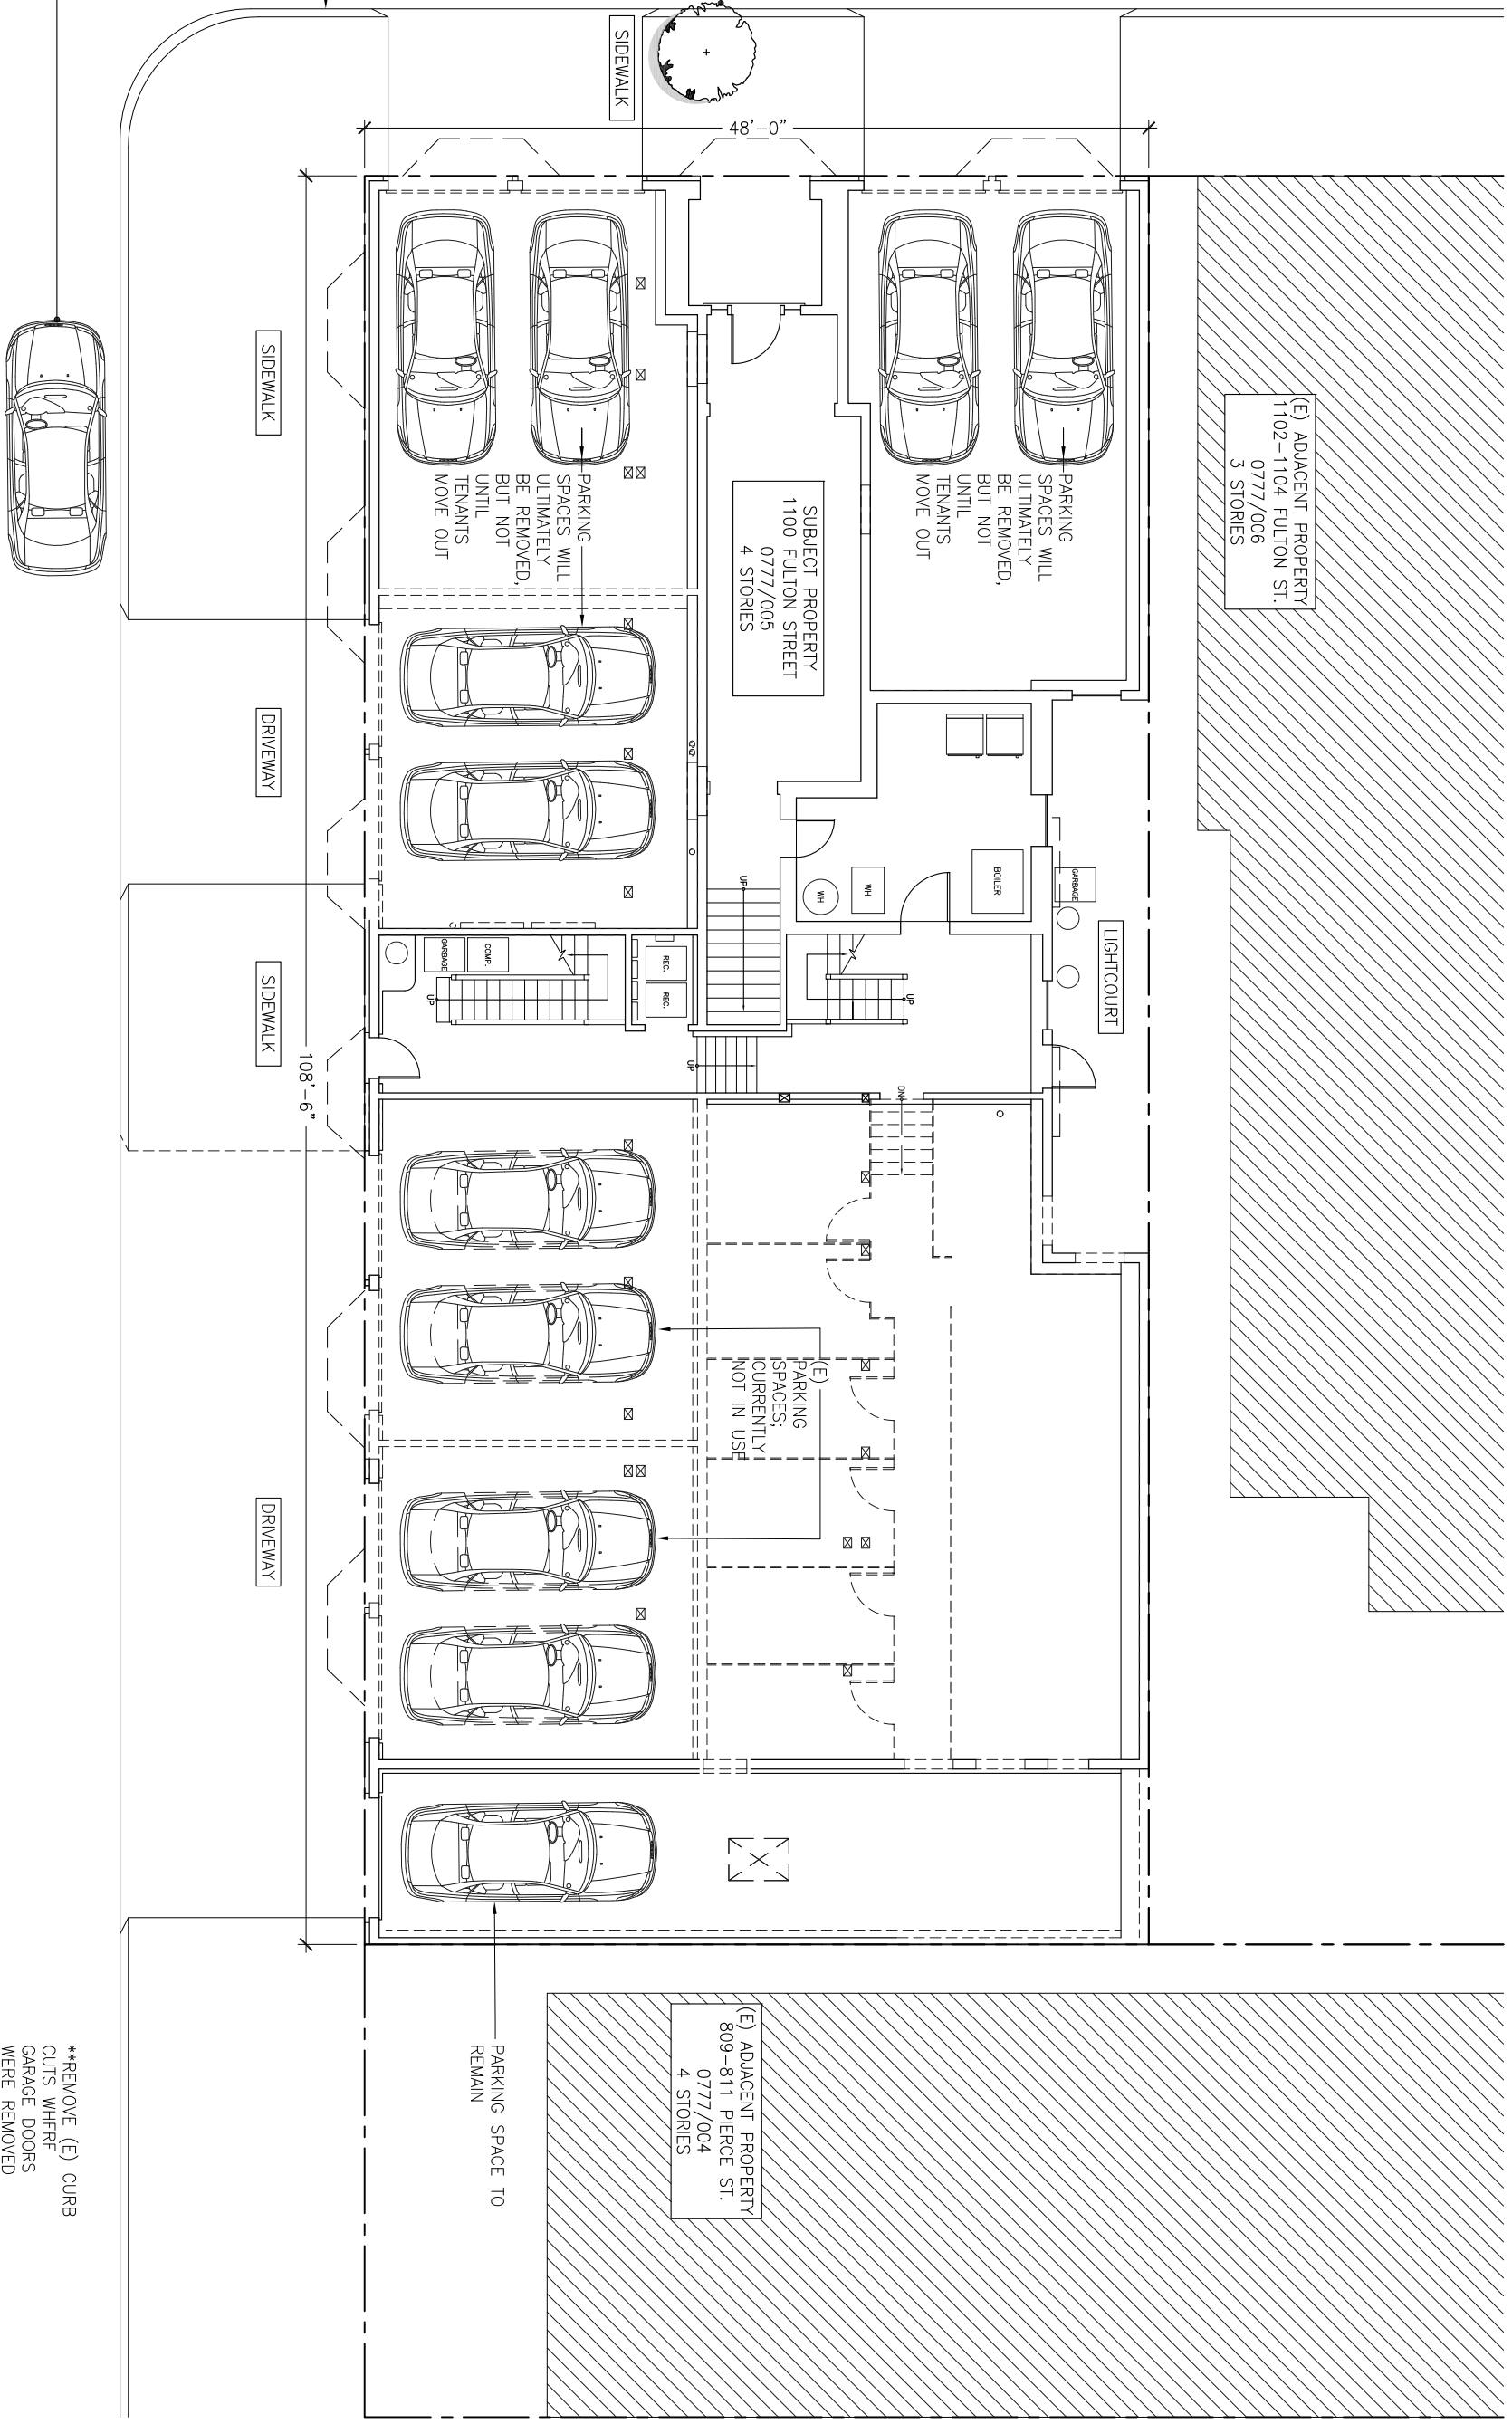 SIDEWALK
48'-0"
(E) ADJACENT PROPERTY
1102-1104 FULTON ST.
0777/006
3 STORIES
PARKING
SPACES WILL
ULTIMATELY
BE REMOVED,
BUT NOT
UNTIL
TENANTS
MOVE OUT
SUBJECT PROPERTY
1100 FULTON STREET
0777/005
4 STORIES
PARKING
SPACES WILL
ULTIMATELY
BE REMOVED,
BUT NOT
UNTIL
TENANTS
MOVE OUT
SIDEWALK
DRIVEWAY
LIGHTCOURT
GARBAGE
BOILER
WH
WH
UP
UP
REC.
REC.
COMP.
GARBAGE
UP
UP
DN
SIDEWALK
108'-6"
(E)
PARKING
SPACES;
CURRENTLY
NOT IN USE
DRIVEWAY
X
(E) ADJACENT PROPERTY
809-811 PIERCE ST.
0777/004
4 STORIES
PARKING SPACE TO
REMAIN
**REMOVE (E) CURB
CUTS WHERE
GARAGE DOORS
WERE REMOVED